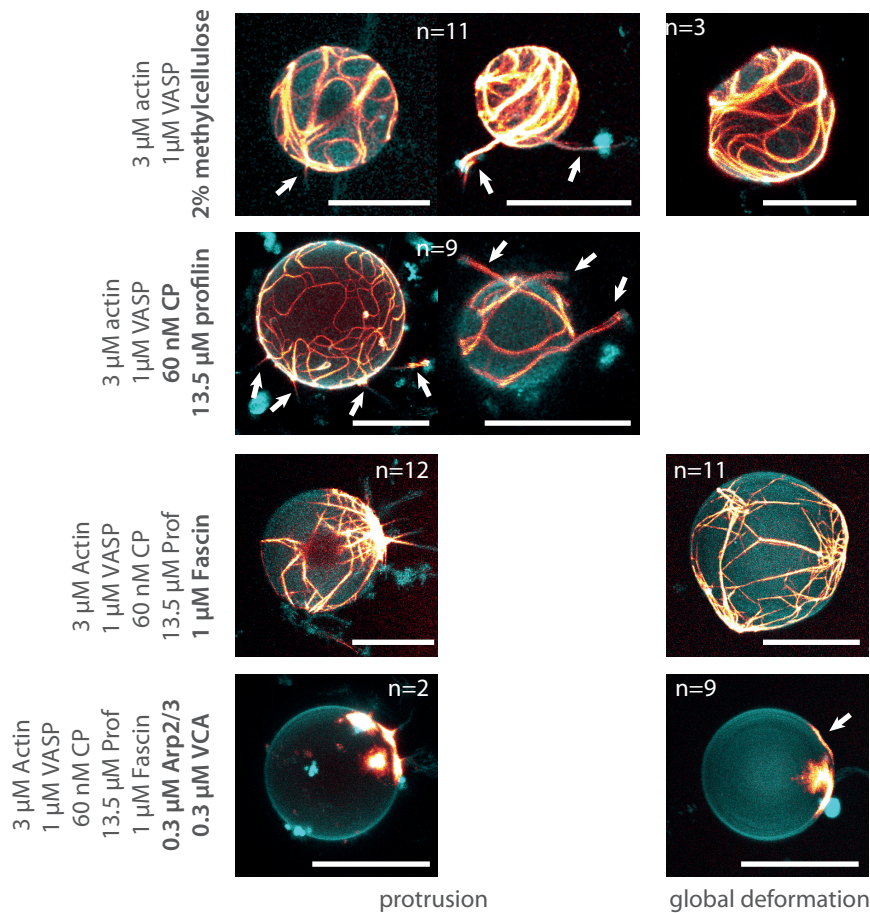 3 µM actin
1µM VASP
2% methylcellulose
n=11
n=3
3 µM actin
1µM VASP
60 nM CP
13.5 µM profilin
n=9
3 µM Actin
1 µM VASP
60 nM CP
13.5 µM Prof
1 µM Fascin
n=12
n=11
3 µM Actin
1 µM VASP
60 nM CP
13.5 µM Prof
1 µM Fascin
0.3 µM Arp2/3
0.3 µM VCA
n=2
n=9
protrusion
global deformation